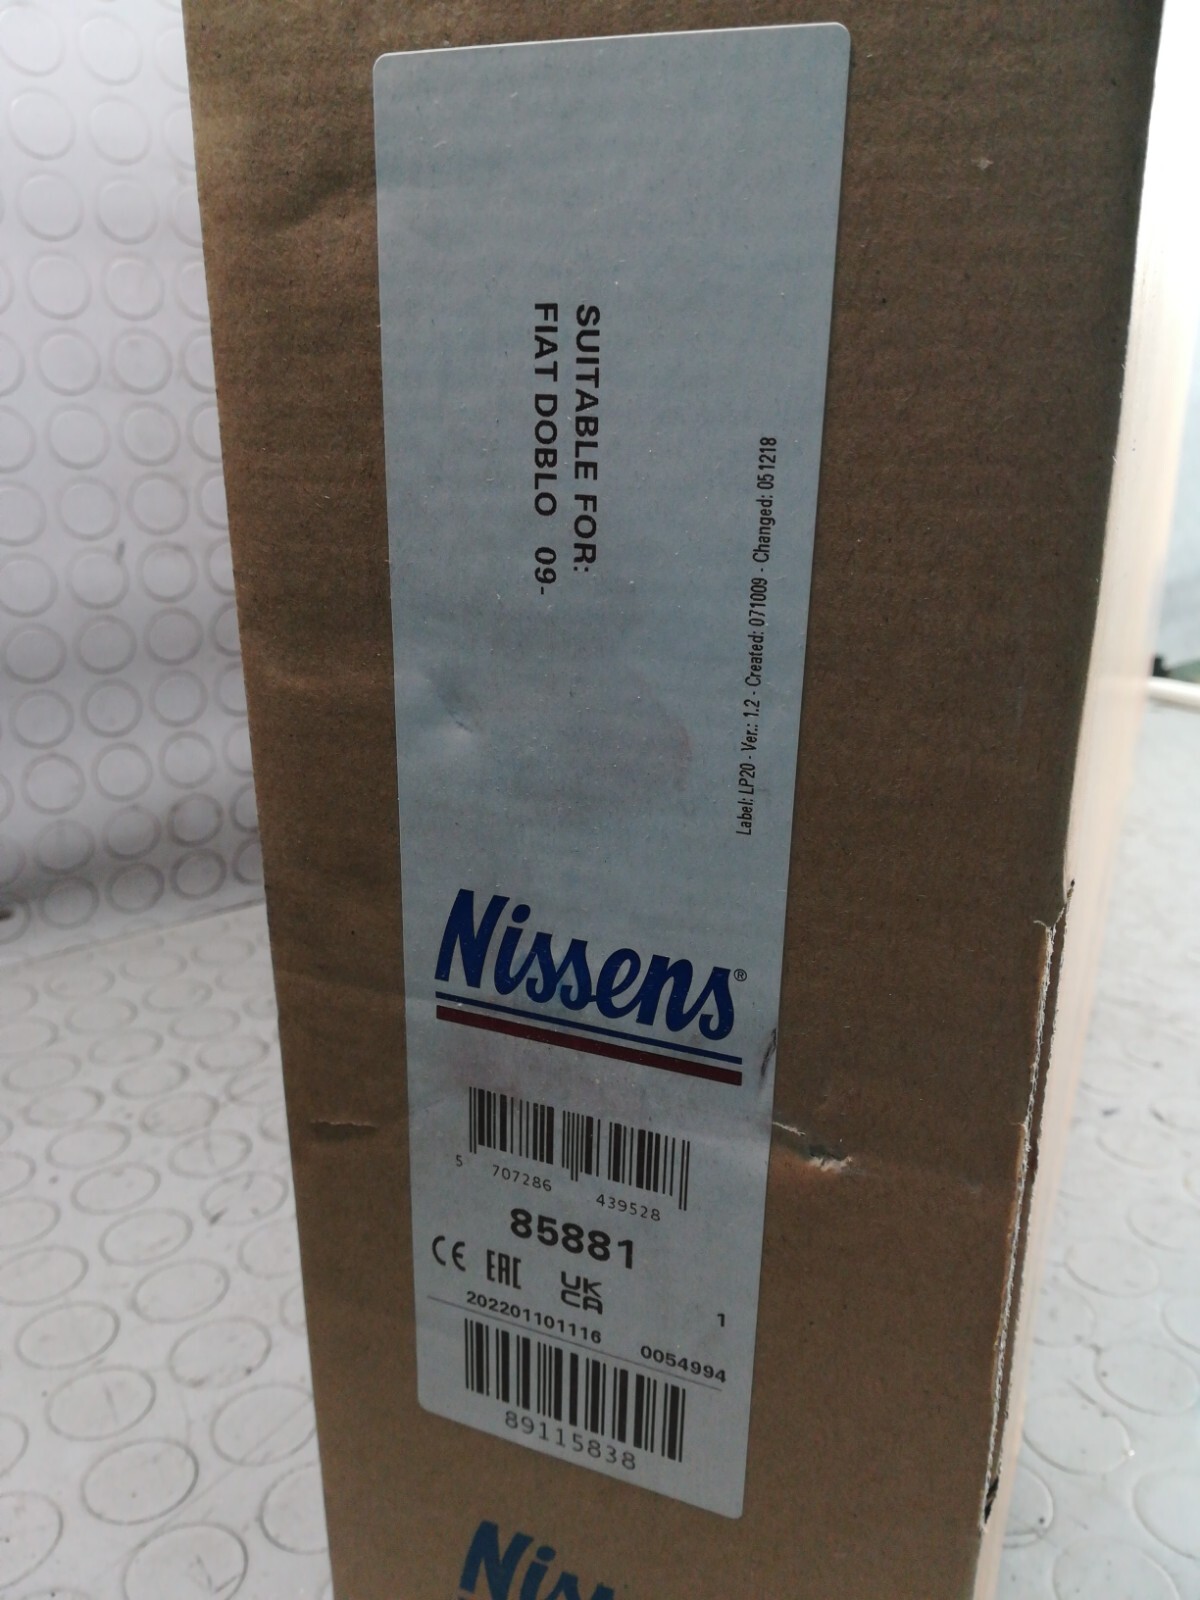 SUITABLE FOR:
FIAT DOBLO 09-
Label: LP20 - Ver.: 1.2 - Created: 071009 - Changed: 051218
Nissens®
5 707286 439528
85881
CE EAC UK CA
1
202201101116 0054994
89115838
Nissens